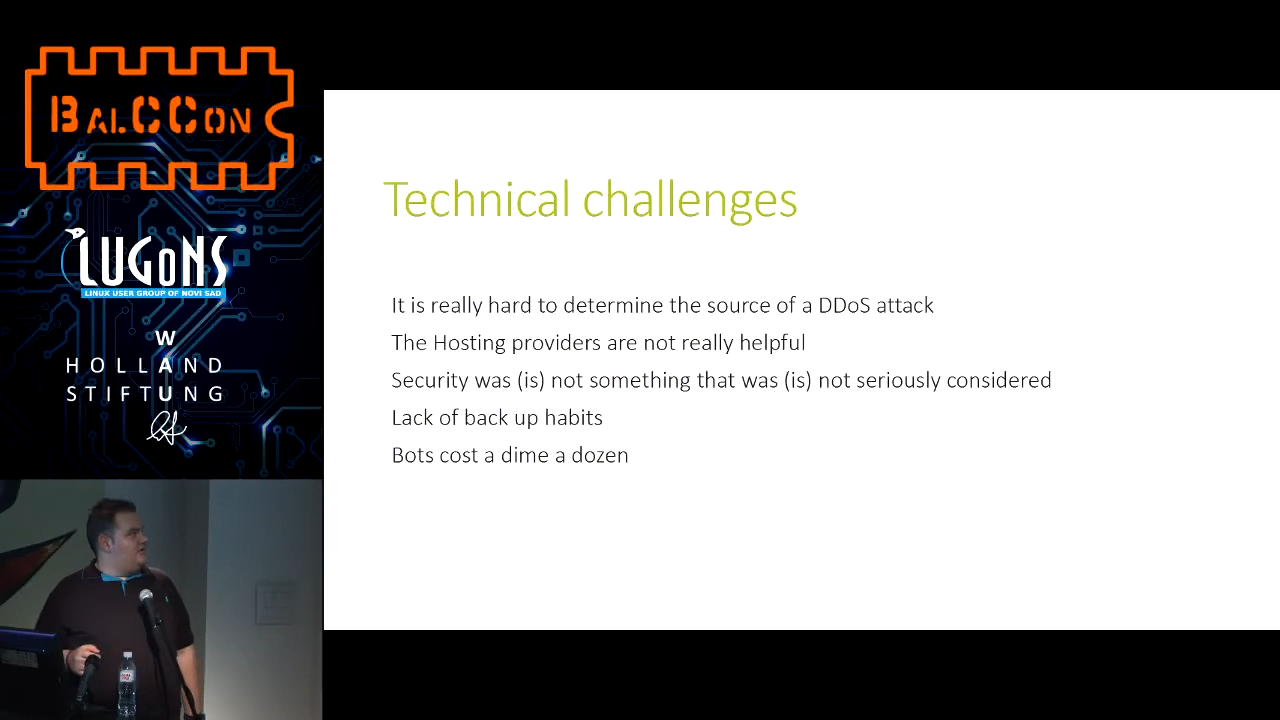 BALCCON
LUGoNS
LINUX USER GROUP OF NOVI SAD
W
HOLLAND
STIFTUNG
Technical challenges
It is really hard to determine the source of a DDoS attack
The Hosting providers are not really helpful
Security was (is) not something that was (is) not seriously considered
Lack of back up habits
Bots cost a dime a dozen